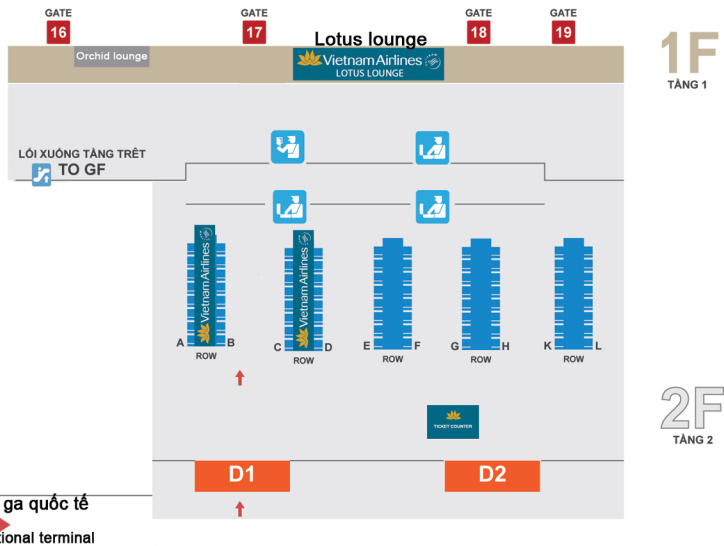 GATE
16
GATE
17
GATE
18
GATE
19
Lotus lounge
Orchid lounge
Vietnam Airlines
LOTUS LOUNGE
1F
TẦNG 1
LỐI XUỐNG TẦNG TRỆT
TO GF
Vietnam Airlines
Vietnam Airlines
A B
ROW
C D
ROW
E F
ROW
G H
ROW
K L
ROW
2F
TẦNG 2
TICKET COUNTER
D1
D2
ga quốc tế
terminal